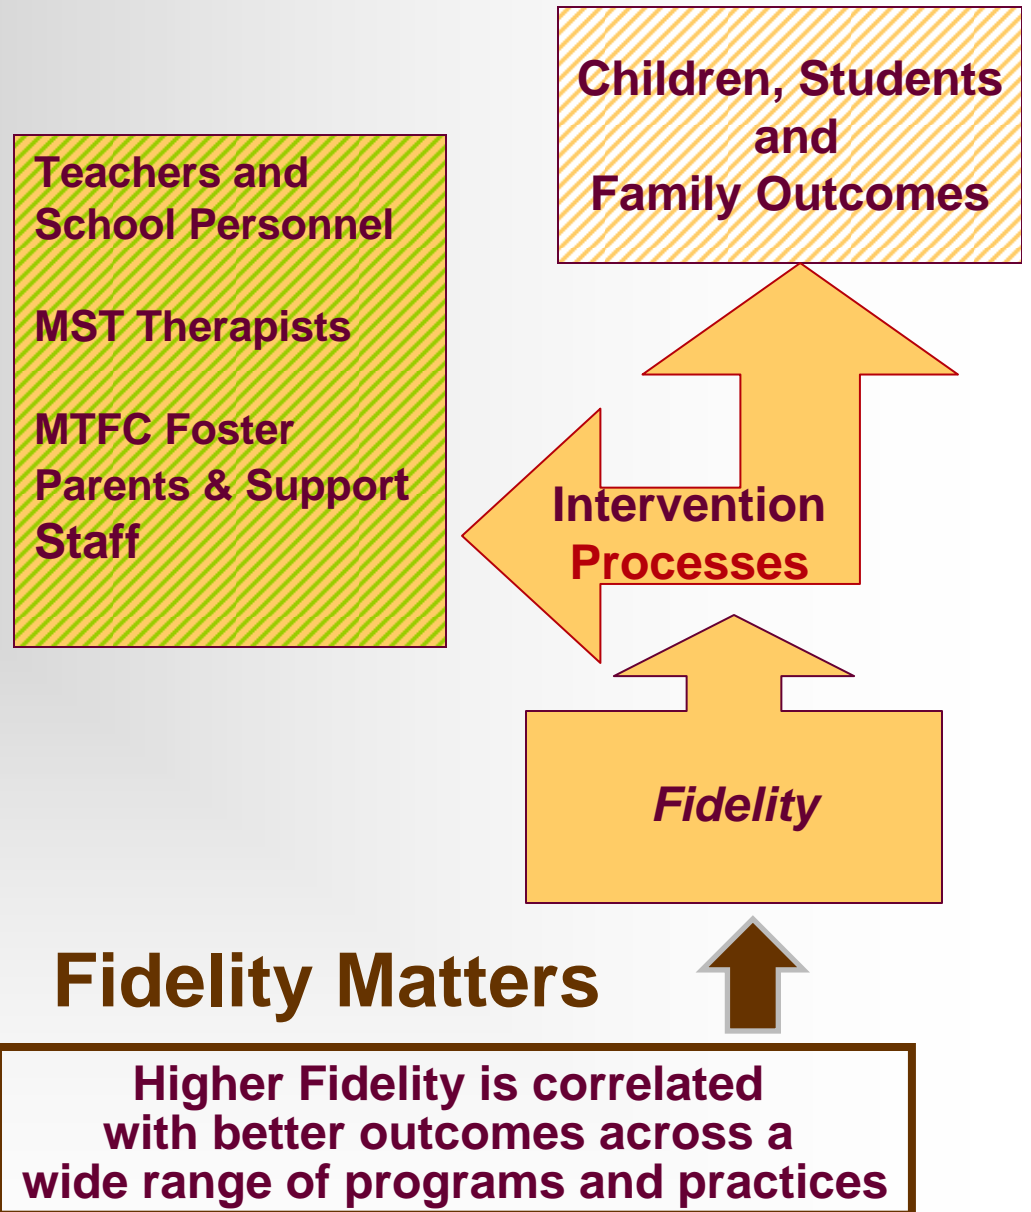 Children, Students
and
Family Outcomes
Teachers and
School Personnel
MST Therapists
MTFC Foster
Parents & Support
Staff
Intervention
Processes
Fidelity
Fidelity Matters
Higher Fidelity is correlated
with better outcomes across a
wide range of programs and practices